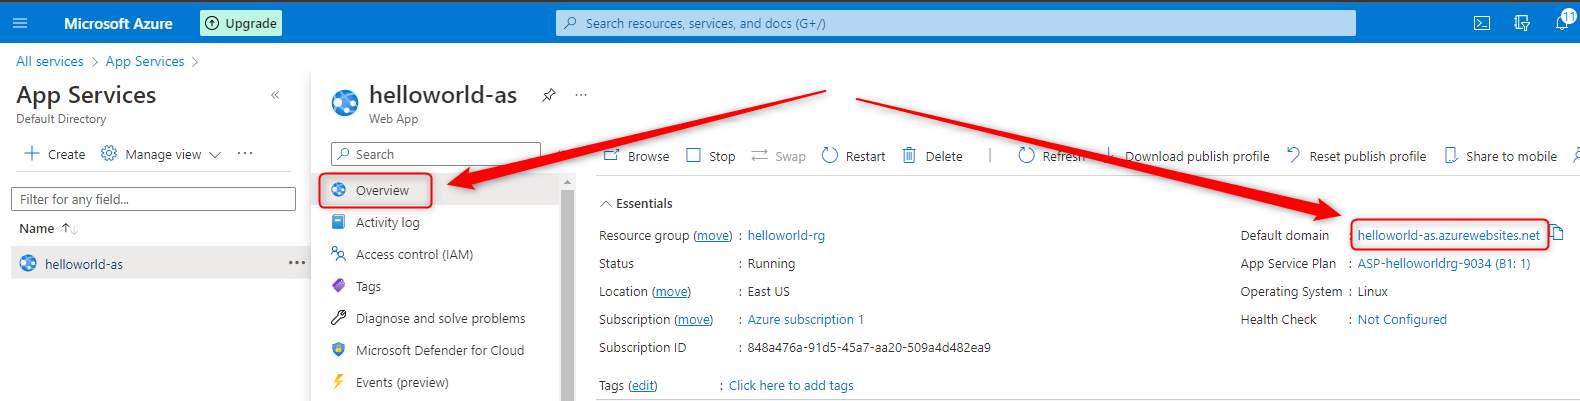 Microsoft Azure
Upgrade
Search resources, services, and docs (G+/)
11
All services > App Services >
App Services
Default Directory
Create
Manage view
Filter for any field...
Name
helloworld-as
helloworld-as
Web App
Search
Overview
Activity log
Access control (IAM)
Tags
Diagnose and solve problems
Microsoft Defender for Cloud
Events (preview)
Browse
Stop
Swap
Restart
Delete
Refresh
Download publish profile
Reset publish profile
Share to mobile
Essentials
Resource group (move) : helloworld-rg
Status : Running
Location (move) : East US
Subscription (move) : Azure subscription 1
Subscription ID : 848a476a-91d5-45a7-aa20-509a4d482ea9
Tags (edit) : Click here to add tags
Default domain : helloworld-as.azurewebsites.net
App Service Plan : ASP-helloworldrg-9034 (B1: 1)
Operating System : Linux
Health Check : Not Configured